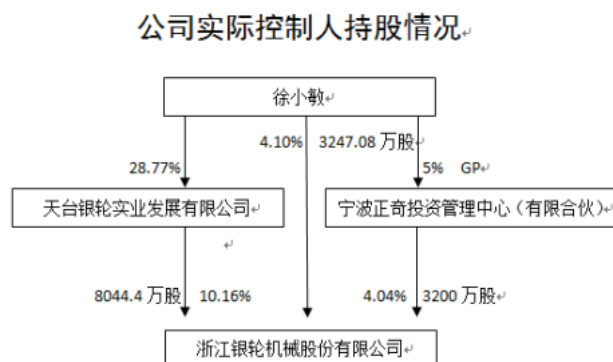 公司实际控制人持股情况
徐小敏
4.10% 3247.08 万股
28.77%
5% GP
天台银轮实业发展有限公司
宁波正奇投资管理中心（有限合伙）
8044.4 万股 10.16%
4.04% 3200 万股
浙江银轮机械股份有限公司